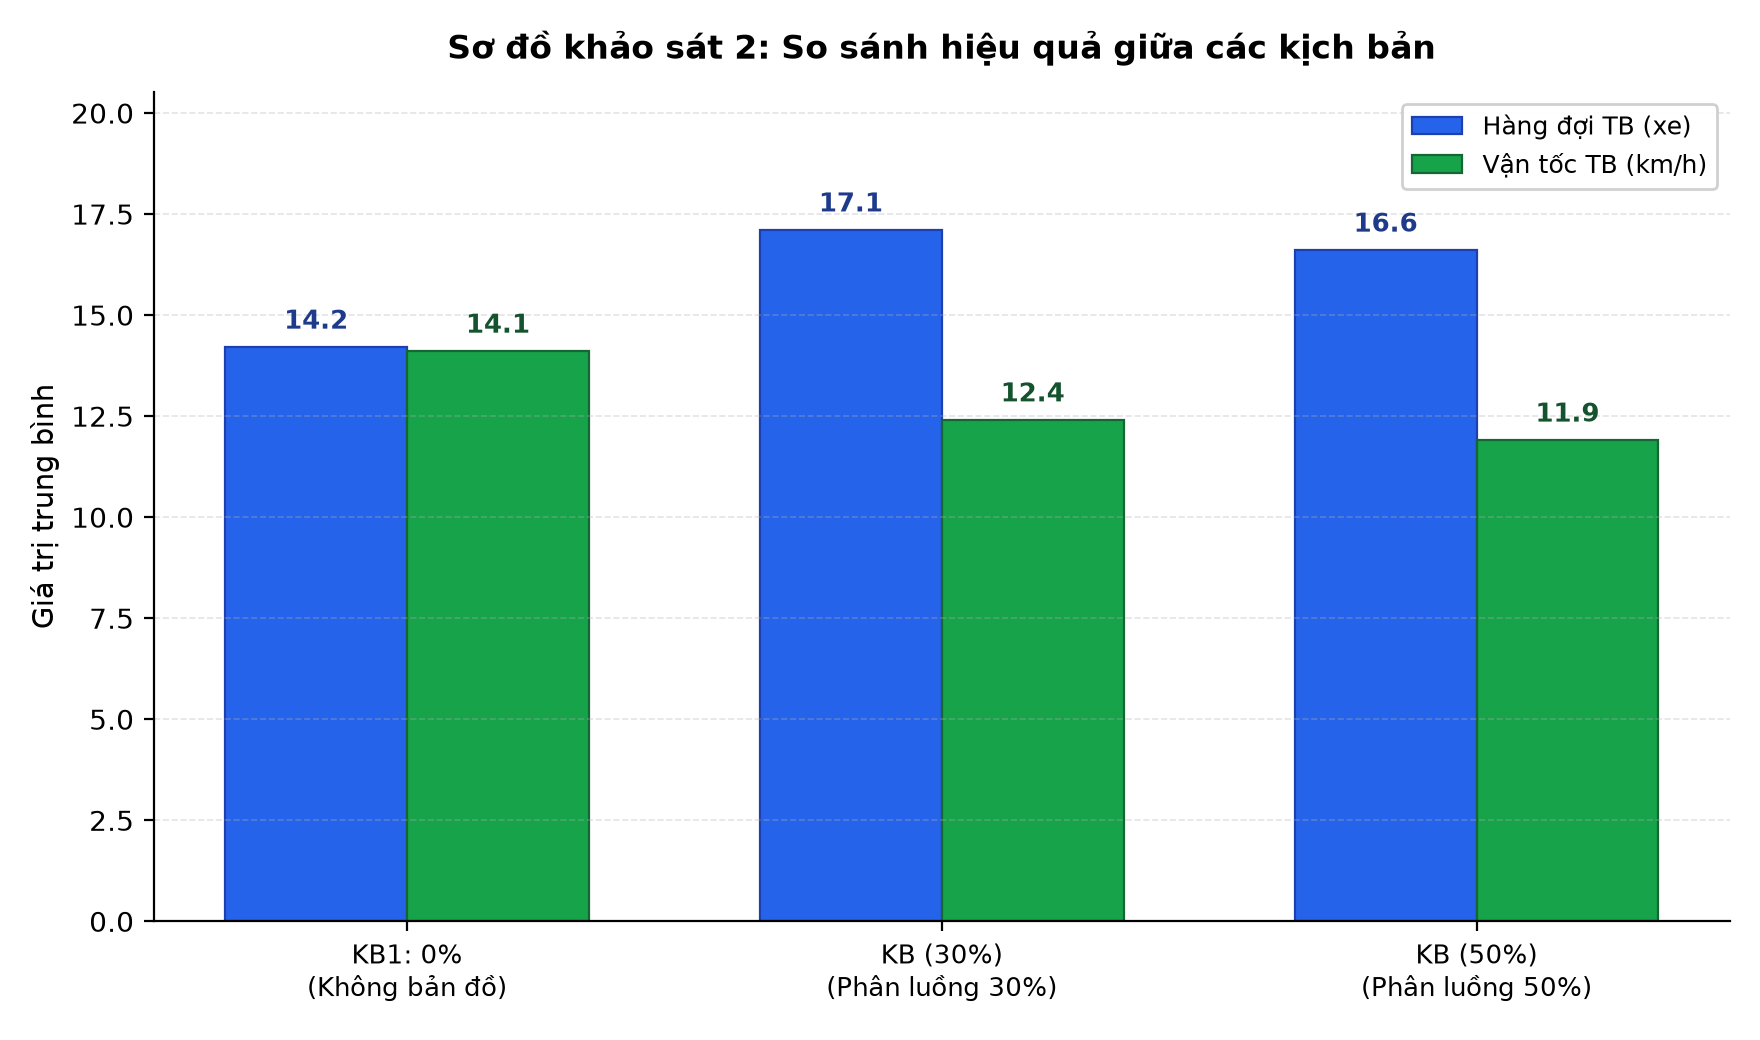 Sơ đồ khảo sát 2: So sánh hiệu quả giữa các kịch bản
Hàng đợi TB (xe)
Vận tốc TB (km/h)
Giá trị trung bình
20.0
17.5
15.0
12.5
10.0
7.5
5.0
2.5
0.0
14.2
14.1
17.1
12.4
16.6
11.9
KB1: 0%
(Không bản đồ)
KB (30%)
(Phân luồng 30%)
KB (50%)
(Phân luồng 50%)